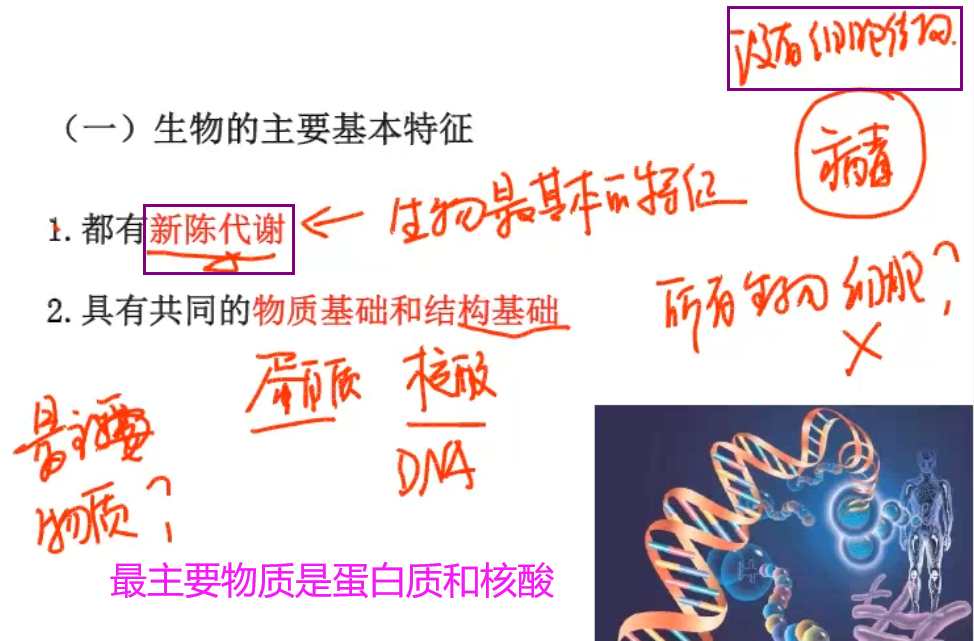 没有细胞结构.
（一）生物的主要基本特征
病毒
1.都有新陈代谢 ← 生物最基本的特征
所有生物 细胞？
×
2.具有共同的物质基础和结构基础
蛋白质 核酸
DNA
最主要
物质？
最主要物质是蛋白质和核酸